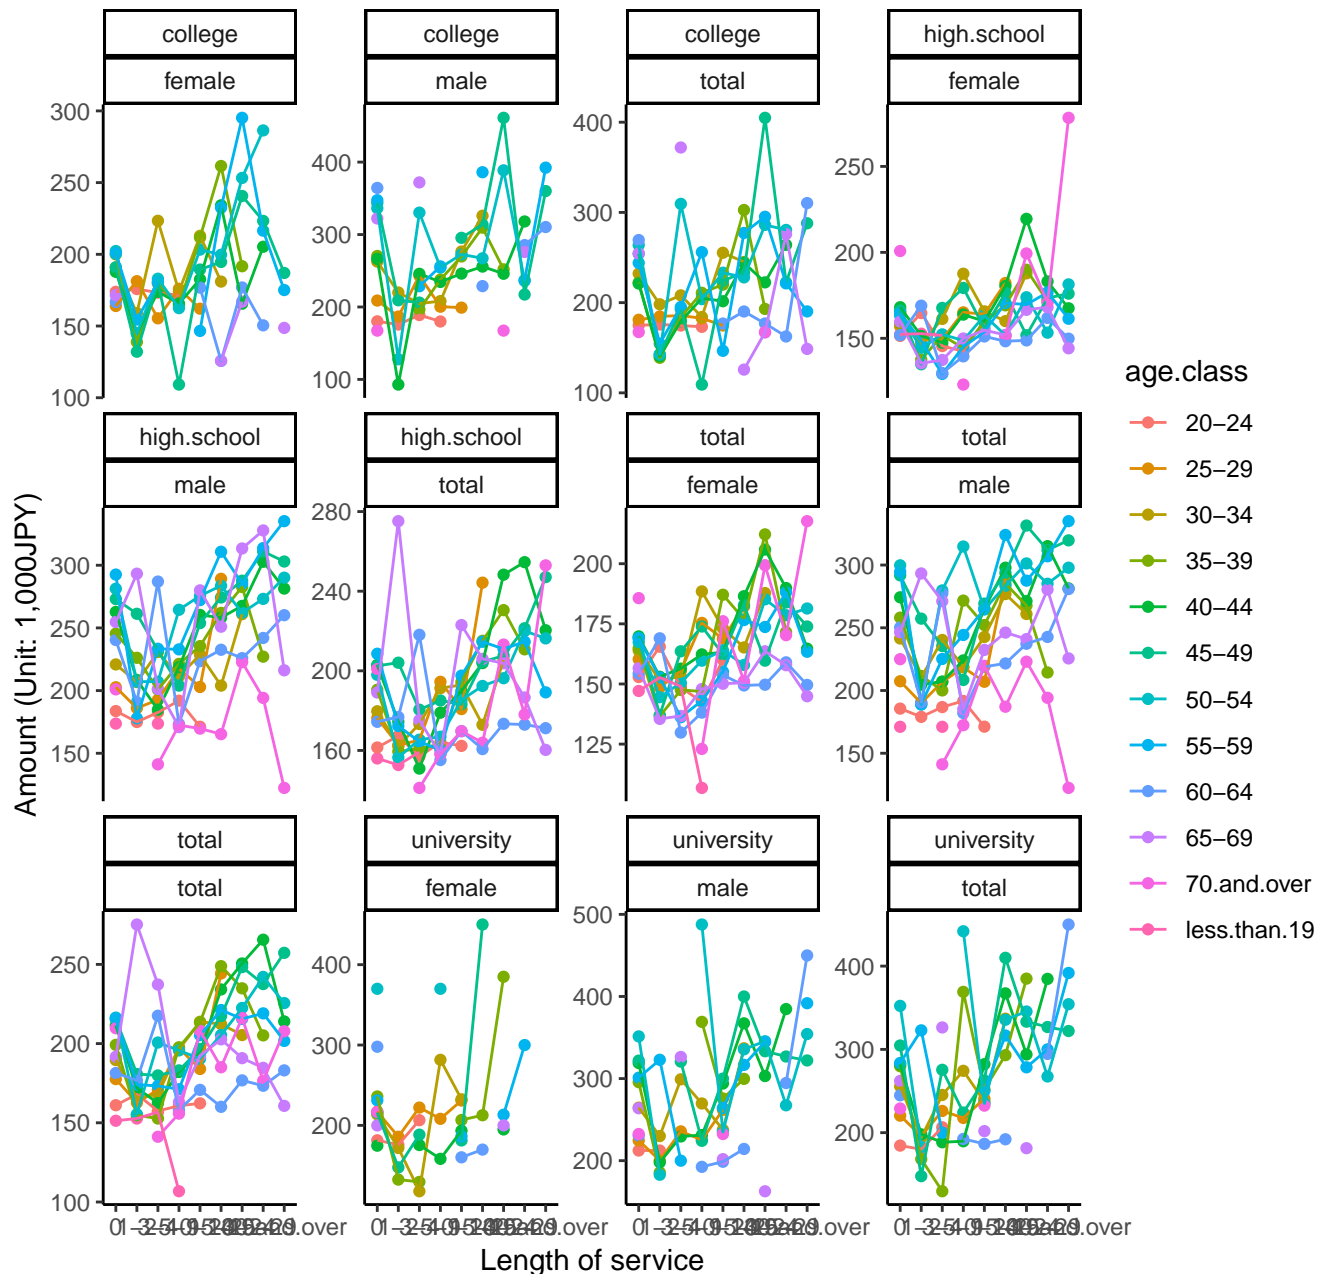 college
college
college
high.school
female
male
total
female
300
250
200
150
100
400
300
200
100
400
300
200
100
250
200
150
high.school
high.school
total
total
male
total
female
male
300
250
200
150
280
240
200
160
200
175
150
125
300
250
200
150
total
university
university
university
total
female
male
total
250
200
150
100
400
300
200
500
400
300
200
400
300
200
Amount (Unit: 1,000JPY)
Length of service
age.class
20−24
25−29
30−34
35−39
40−44
45−49
50−54
55−59
60−64
65−69
70.and.over
less.than.19